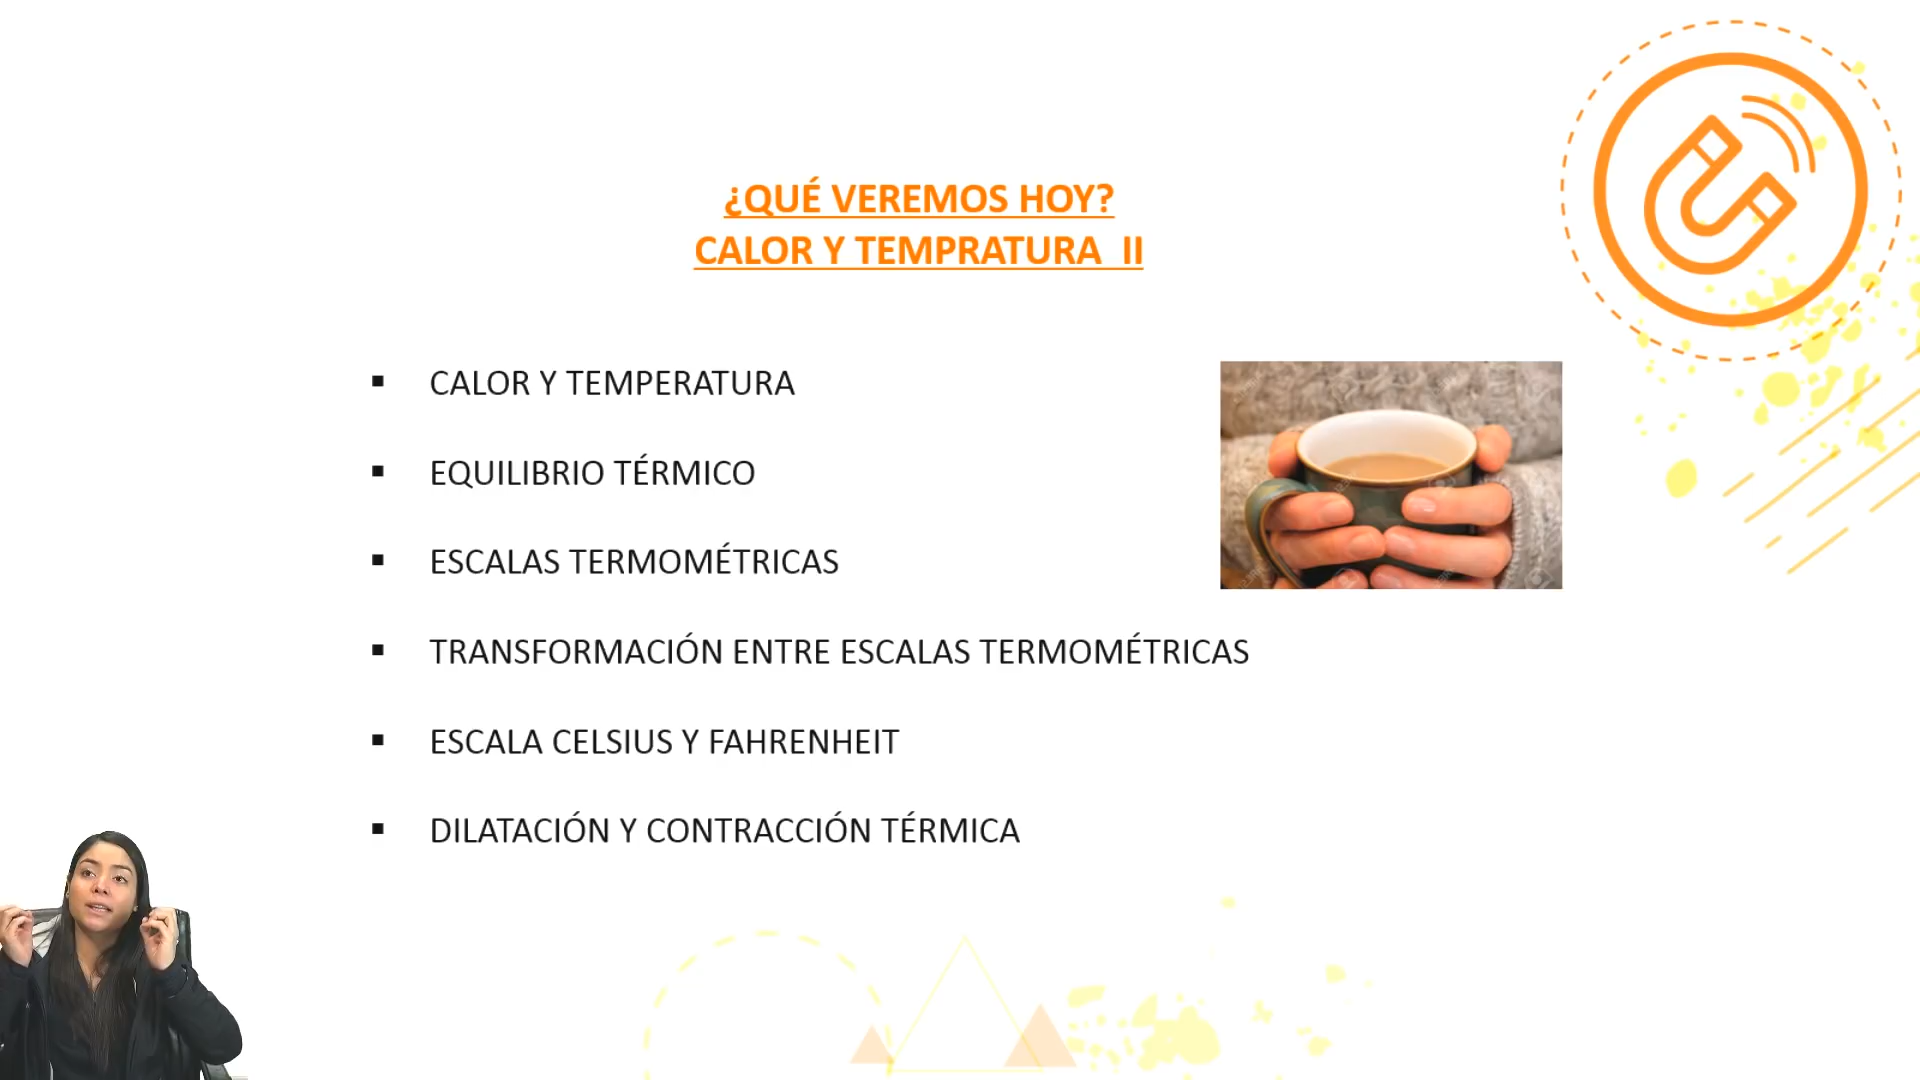 ¿QUÉ VEREMOS HOY?
CALOR Y TEMPRATURA II
CALOR Y TEMPERATURA
EQUILIBRIO TÉRMICO
ESCALAS TERMOMÉTRICAS
TRANSFORMACIÓN ENTRE ESCALAS TERMOMÉTRICAS
ESCALA CELSIUS Y FAHRENHEIT
DILATACIÓN Y CONTRACCIÓN TÉRMICA